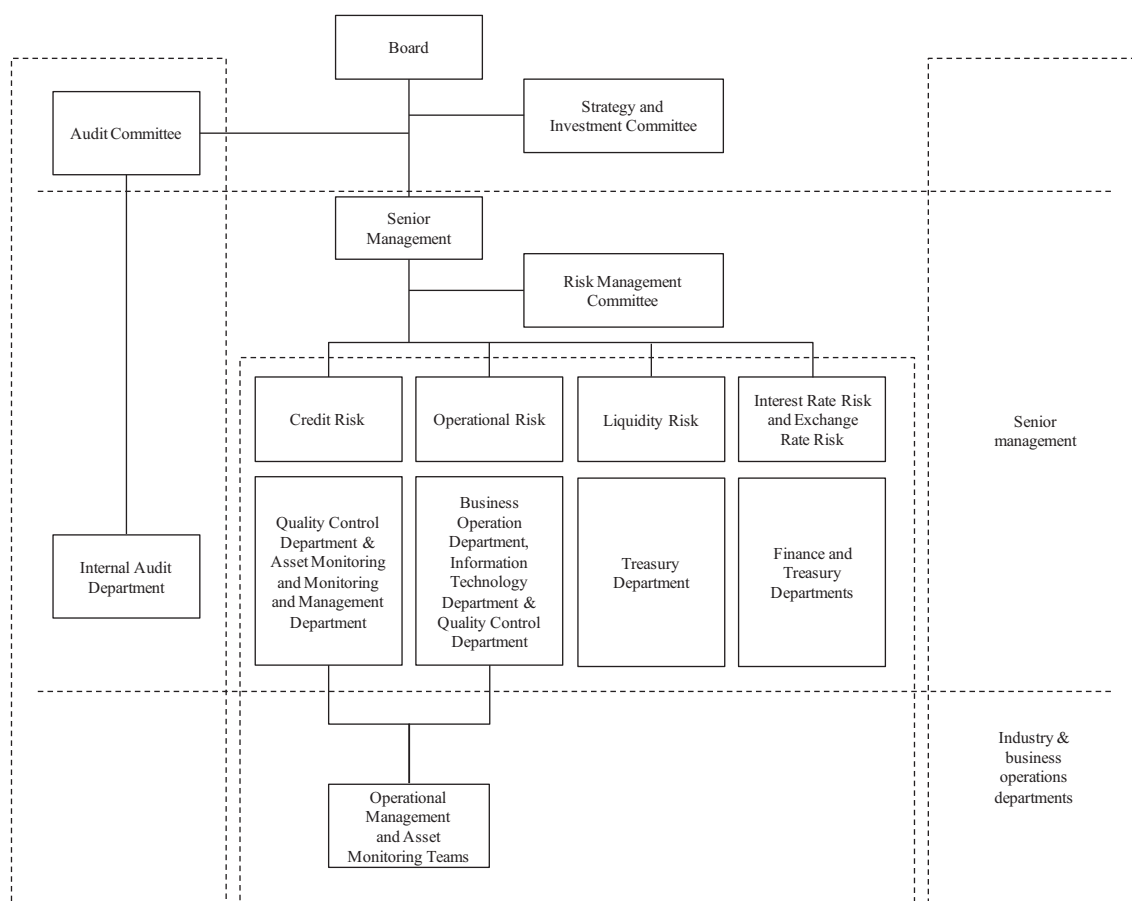 Board
Strategy and
Investment Committee
Audit Committee
Senior
Management
Risk Management
Committee
Credit Risk
Operational Risk
Liquidity Risk
Interest Rate Risk
and Exchange
Rate Risk
Senior
management
Internal Audit
Department
Quality Control
Department &
Asset Monitoring
and Monitoring
and Management
Department
Business
Operation
Department,
Information
Technology
Department &
Quality Control
Department
Treasury
Department
Finance and
Treasury
Departments
Industry &
business
operations
departments
Operational
Management
and Asset
Monitoring Teams